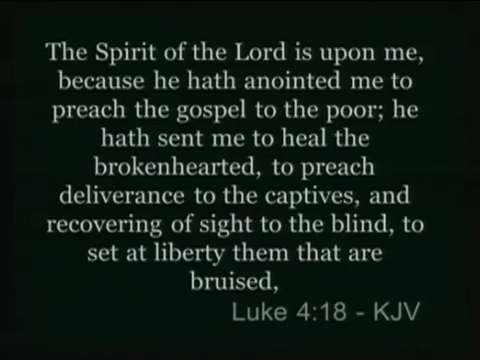 The Spirit of the Lord is upon me,
because he hath anointed me to
preach the gospel to the poor; he
hath sent me to heal the
brokenhearted, to preach
deliverance to the captives, and
recovering of sight to the blind, to
set at liberty them that are
bruised,
Luke 4:18 - KJV